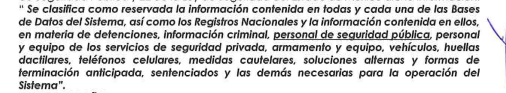 " Se clasifica como reservada la información contenida en todas y cada una de las Bases
de Datos del Sistema, así como los Registros Nacionales y la información contenida en ellos,
en materia de detenciones, información criminal, personal de seguridad pública, personal
y equipo de los servicios de seguridad privada, armamento y equipo, vehículos, huellas
dactilares, teléfonos celulares, medidas cautelares, soluciones alternas y formas de
terminación anticipada, sentenciados y las demás necesarias para la operación del
Sistema".